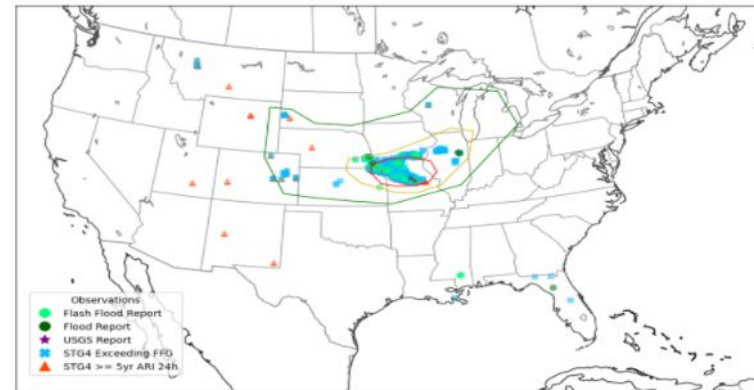 Observations
Flash Flood Report
Flood Report
USGS Report
STG4 Exceeding FFG
STG4 >= 5yr ARI 24h